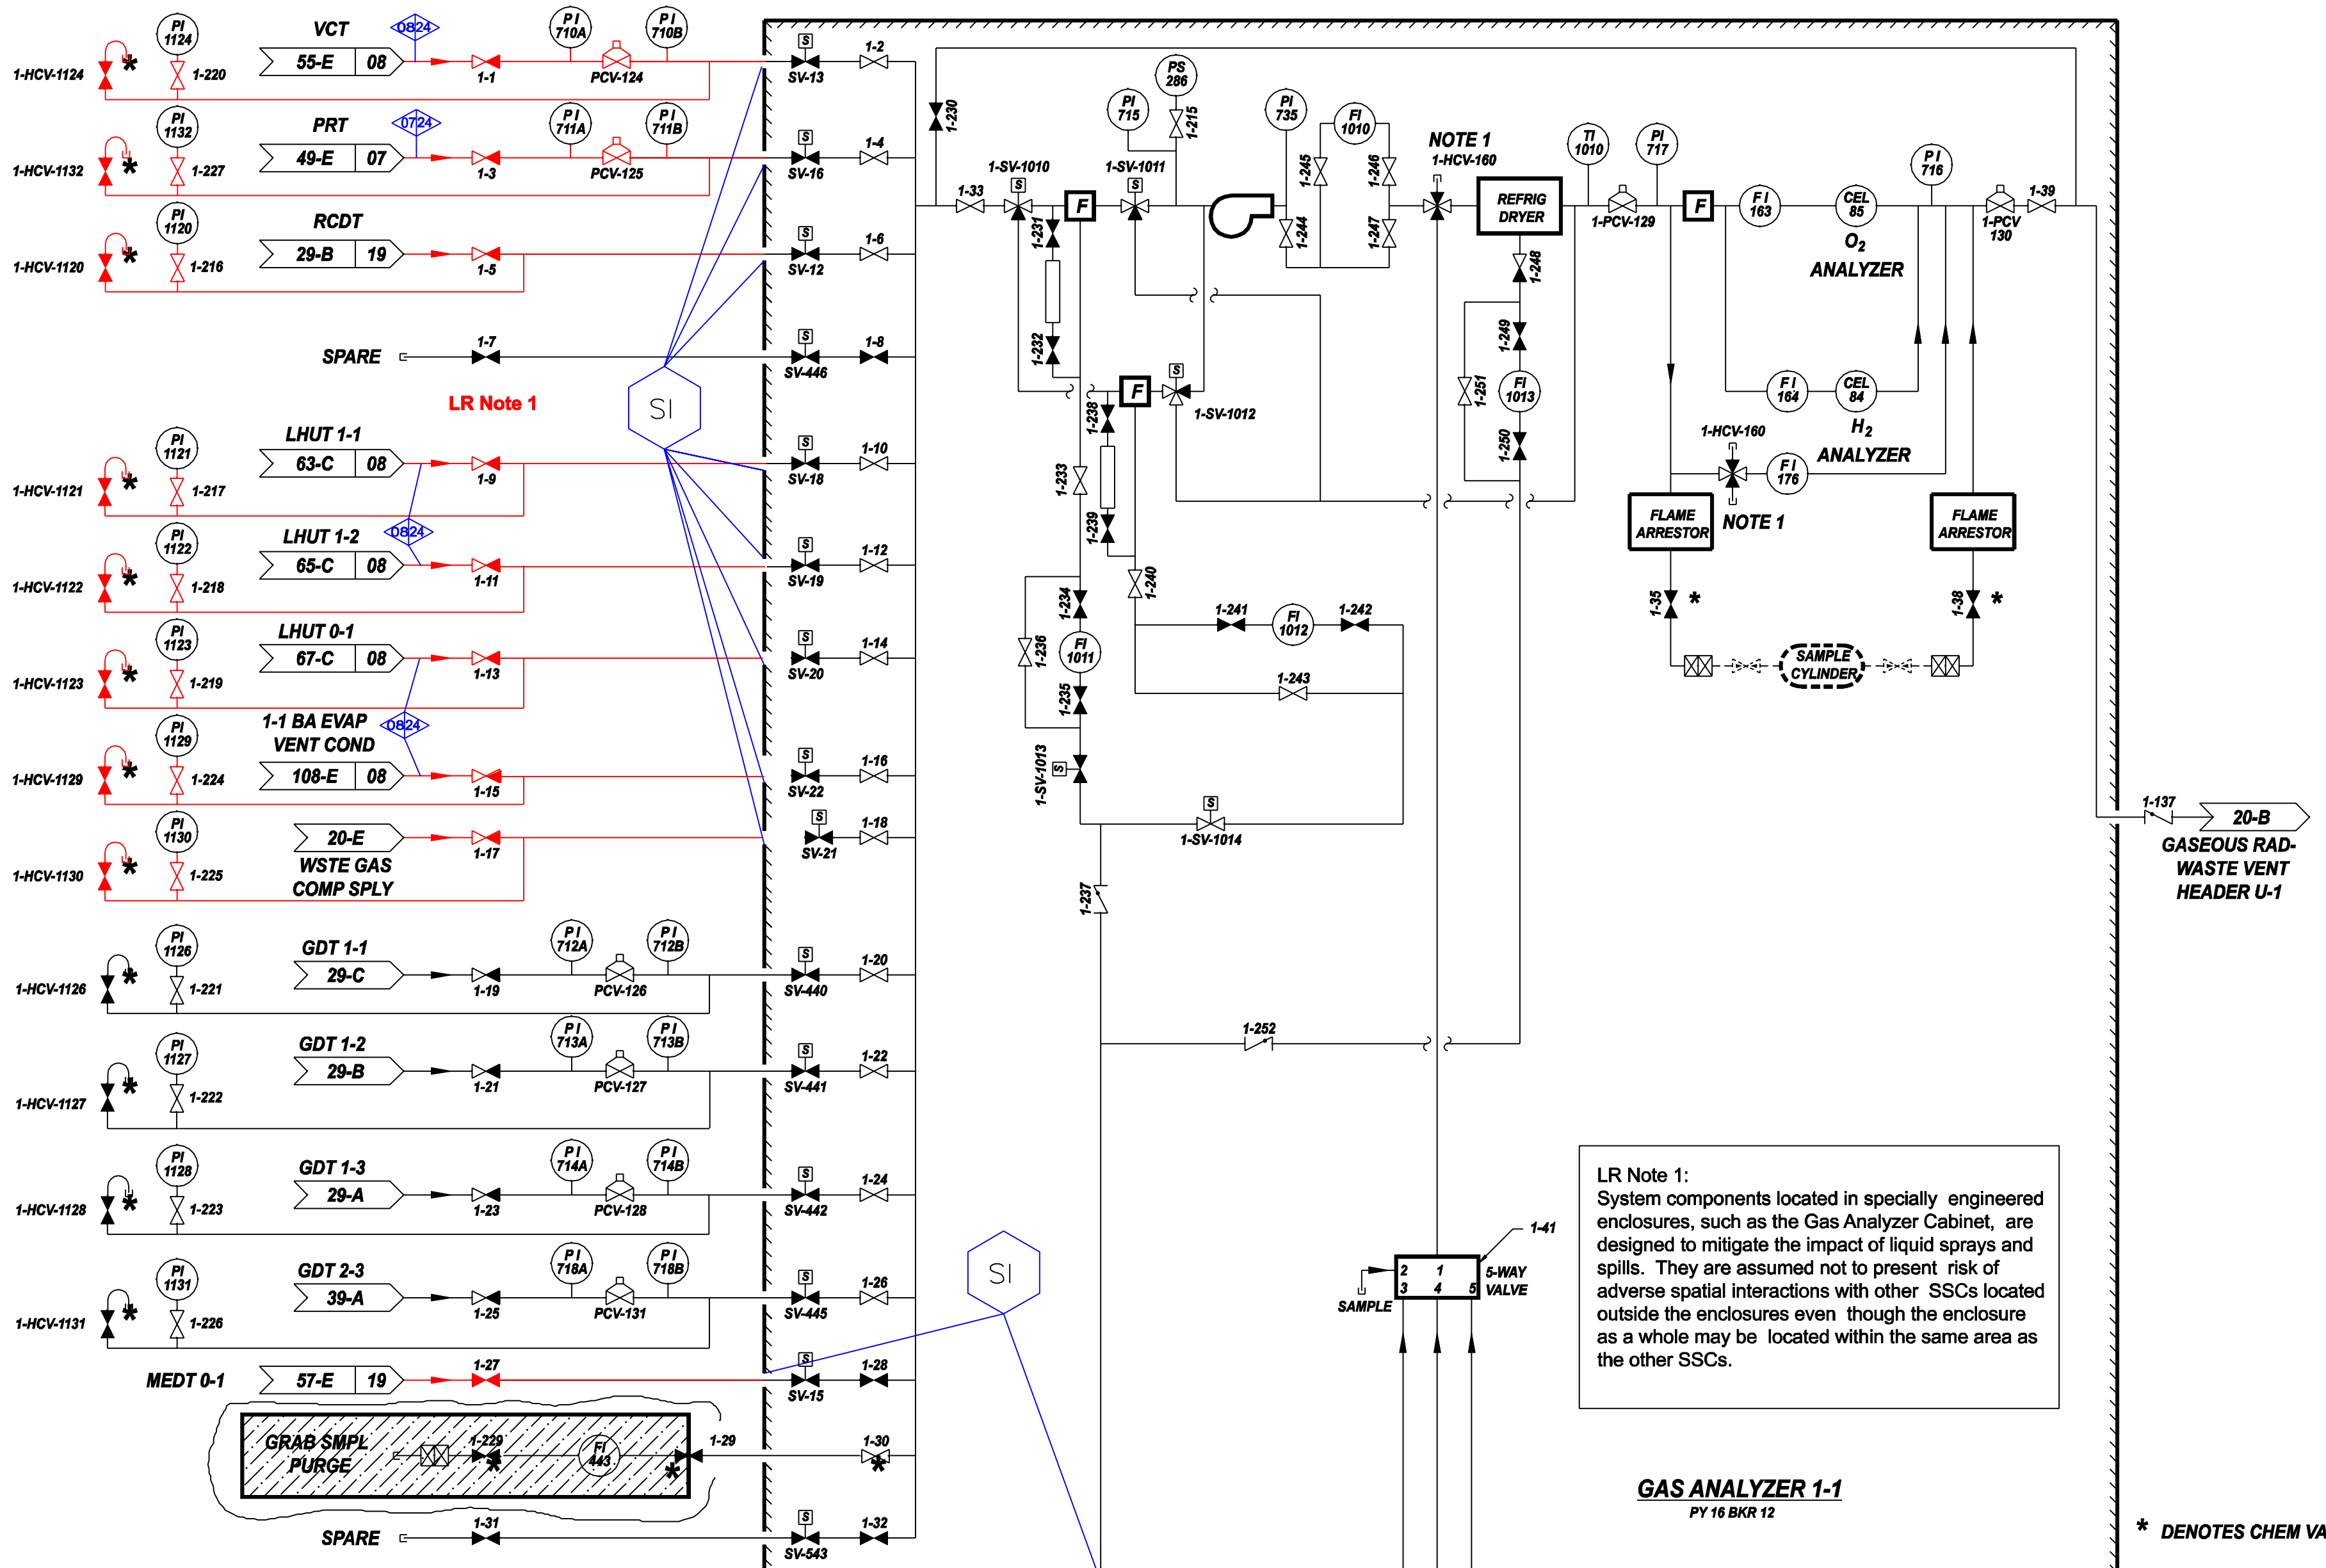 PI
1124
1-220
1-HCV-1124
*
VCT
55-E 08
0824
1-1
PI
710A
PCV-124
PI
710B
S
SV-13
1-2
PI
1132
1-227
1-HCV-1132
*
PRT
49-E 07
0724
1-3
PI
711A
PCV-125
PI
711B
S
SV-16
1-4
PI
1120
1-216
1-HCV-1120
*
RCDT
29-B 19
1-5
S
SV-12
1-6
SPARE
1-7
S
SV-446
1-8
LR Note 1
SI
PI
1121
1-217
1-HCV-1121
*
LHUT 1-1
63-C 08
1-9
S
SV-18
1-10
0824
PI
1122
1-218
1-HCV-1122
*
LHUT 1-2
65-C 08
1-11
S
SV-19
1-12
PI
1123
1-219
1-HCV-1123
*
LHUT 0-1
67-C 08
1-13
S
SV-20
1-14
0824
PI
1129
1-224
1-HCV-1129
*
1-1 BA EVAP
VENT COND
108-E 08
1-15
S
SV-22
1-16
PI
1130
1-225
1-HCV-1130
*
20-E
WSTE GAS
COMP SPLY
1-17
S
SV-21
1-18
PI
1126
1-221
1-HCV-1126
*
GDT 1-1
29-C
1-19
PI
712A
PCV-126
PI
712B
S
SV-440
1-20
PI
1127
1-222
1-HCV-1127
*
GDT 1-2
29-B
1-21
PI
713A
PCV-127
PI
713B
S
SV-441
1-22
PI
1128
1-223
1-HCV-1128
*
GDT 1-3
29-A
1-23
PI
714A
PCV-128
PI
714B
S
SV-442
1-24
PI
1131
1-226
1-HCV-1131
*
GDT 2-3
39-A
1-25
PI
718A
PCV-131
PI
718B
S
SV-445
1-26
MEDT 0-1
57-E 19
1-27
S
SV-15
1-28
GRAB SMPL
PURGE
1-229
*
FI
443
*
1-29
1-30
*
SPARE
1-31
S
SV-543
1-32
SI
1-230
1-33
1-SV-1010
S
1-231
F
1-232
PI
715
PS
286
1-215
1-SV-1011
S
PI
735
1-244
1-245
FI
1010
1-246
1-247
NOTE 1
1-HCV-160
REFRIG
DRYER
TI
1010
PI
717
1-PCV-129
F
FI
163
CEL
85
O2
ANALYZER
PI
716
1-PCV
130
1-39
1-248
1-249
1-251
FI
1013
1-250
F
S
1-SV-1012
1-238
1-239
1-233
1-240
FI
164
CEL
84
H2
ANALYZER
1-HCV-160
FI
176
NOTE 1
FLAME
ARRESTOR
FLAME
ARRESTOR
1-35
*
1-38
*
SAMPLE
CYLINDER
1-234
1-236
FI
1011
1-235
1-241
FI
1012
1-242
1-243
1-SV-1013
S
S
1-SV-1014
1-237
1-252
1-137
20-B
GASEOUS RAD-
WASTE VENT
HEADER U-1
1-41
2 1
3 4 5
5-WAY
VALVE
SAMPLE
LR Note 1:
System components located in specially engineered
enclosures, such as the Gas Analyzer Cabinet, are
designed to mitigate the impact of liquid sprays and
spills. They are assumed not to present risk of
adverse spatial interactions with other SSCs located
outside the enclosures even though the enclosure
as a whole may be located within the same area as
the other SSCs.
GAS ANALYZER 1-1
PY 16 BKR 12
* DENOTES CHEM VA